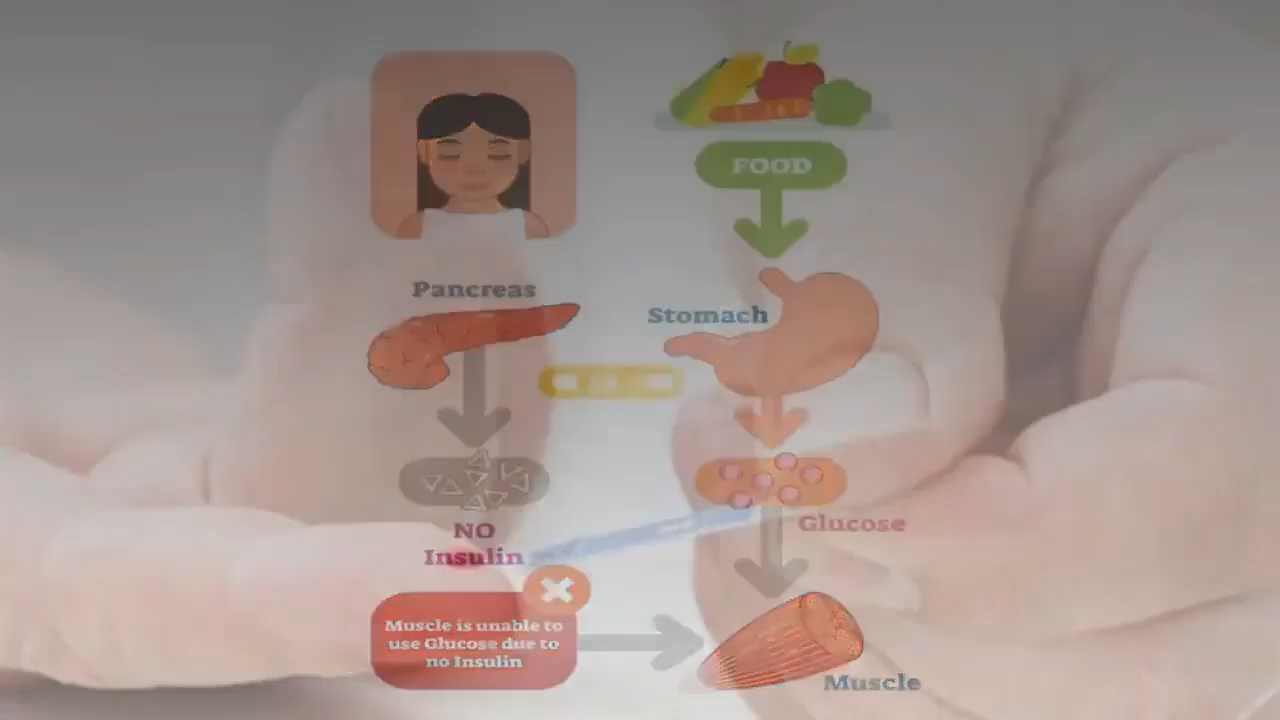 FOOD
Pancreas
Stomach
Glucose
NO
Insulin
Muscle is unable to
use Glucose due to
no Insulin
Muscle